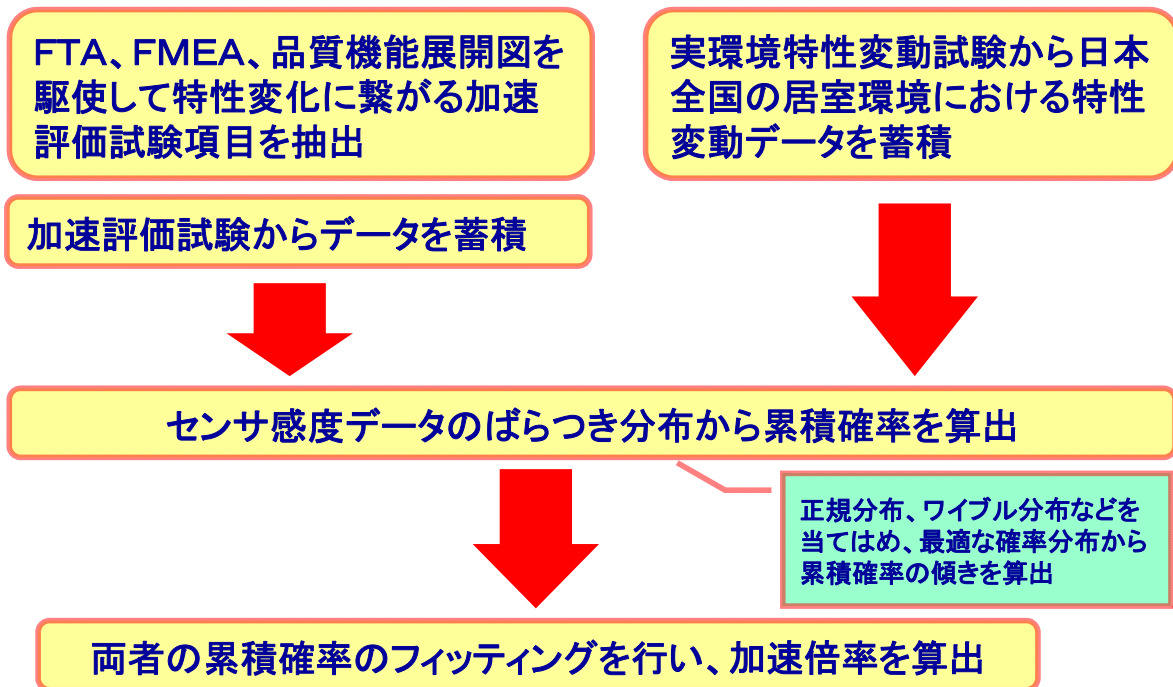 FTA、FMEA、品質機能展開図を
駆使して特性変化に繋がる加速
評価試験項目を抽出
実環境特性変動試験から日本
全国の居室環境における特性
変動データを蓄積
加速評価試験からデータを蓄積
センサ感度データのばらつき分布から累積確率を算出
正規分布、ワイブル分布などを
当てはめ、最適な確率分布から
累積確率の傾きを算出
両者の累積確率のフィッティングを行い、加速倍率を算出